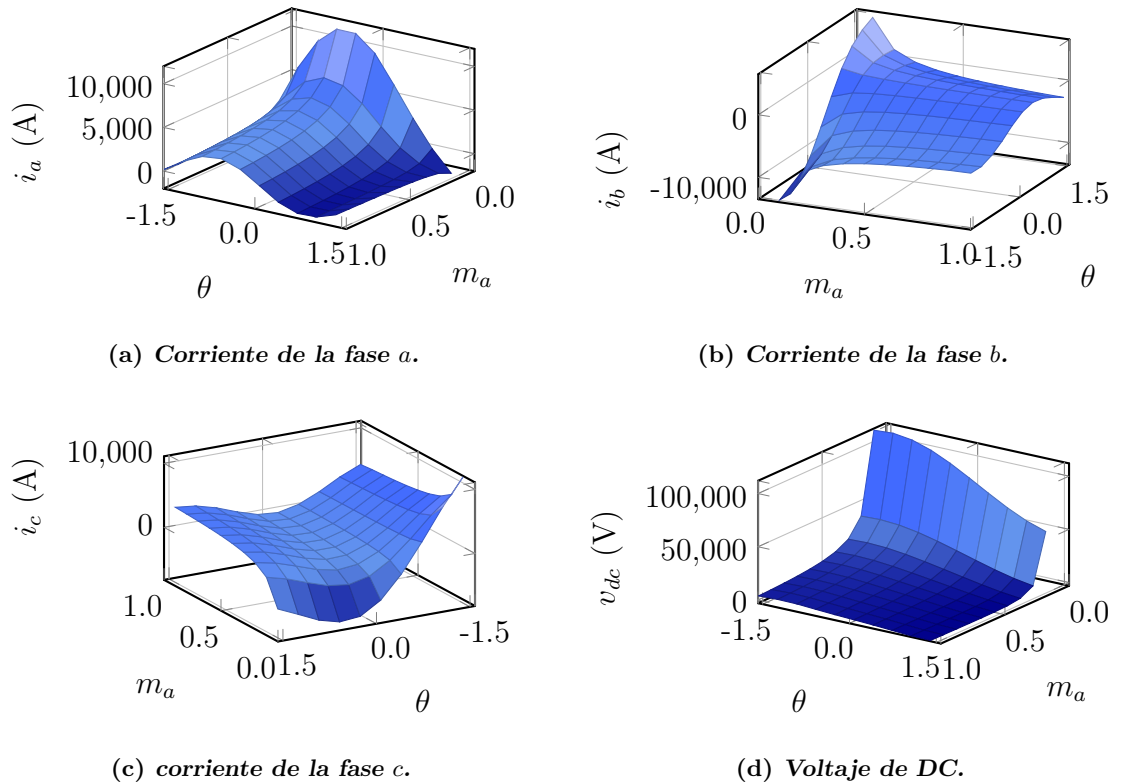 10,000
5,000
0
i_a (A)
-1.5
0.0
1.5
1.0
0.5
0.0
θ
m_a
(a) Corriente de la fase a.
0
-10,000
i_b (A)
0.0
0.5
1.0
-1.5
0.0
1.5
m_a
θ
(b) Corriente de la fase b.
10,000
0
i_c (A)
1.0
0.5
0.0
1.5
0.0
-1.5
m_a
θ
(c) corriente de la fase c.
100,000
50,000
0
v_{dc} (V)
-1.5
0.0
1.5
1.0
0.5
0.0
θ
m_a
(d) Voltaje de DC.